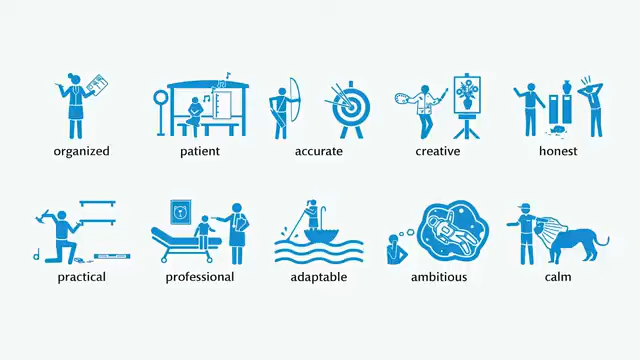 organized
patient
accurate
creative
honest
practical
professional
adaptable
ambitious
calm